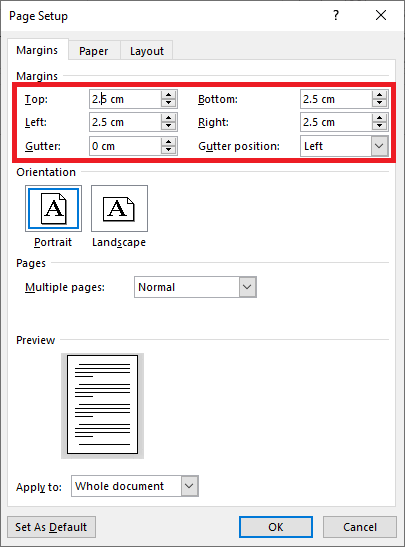 Page Setup ? ×
Margins Paper Layout
Margins
Top: 2.5 cm Bottom: 2.5 cm
Left: 2.5 cm Right: 2.5 cm
Gutter: 0 cm Gutter position: Left
Orientation
A A
Portrait Landscape
Pages
Multiple pages: Normal
Preview
Apply to: Whole document
Set As Default OK Cancel